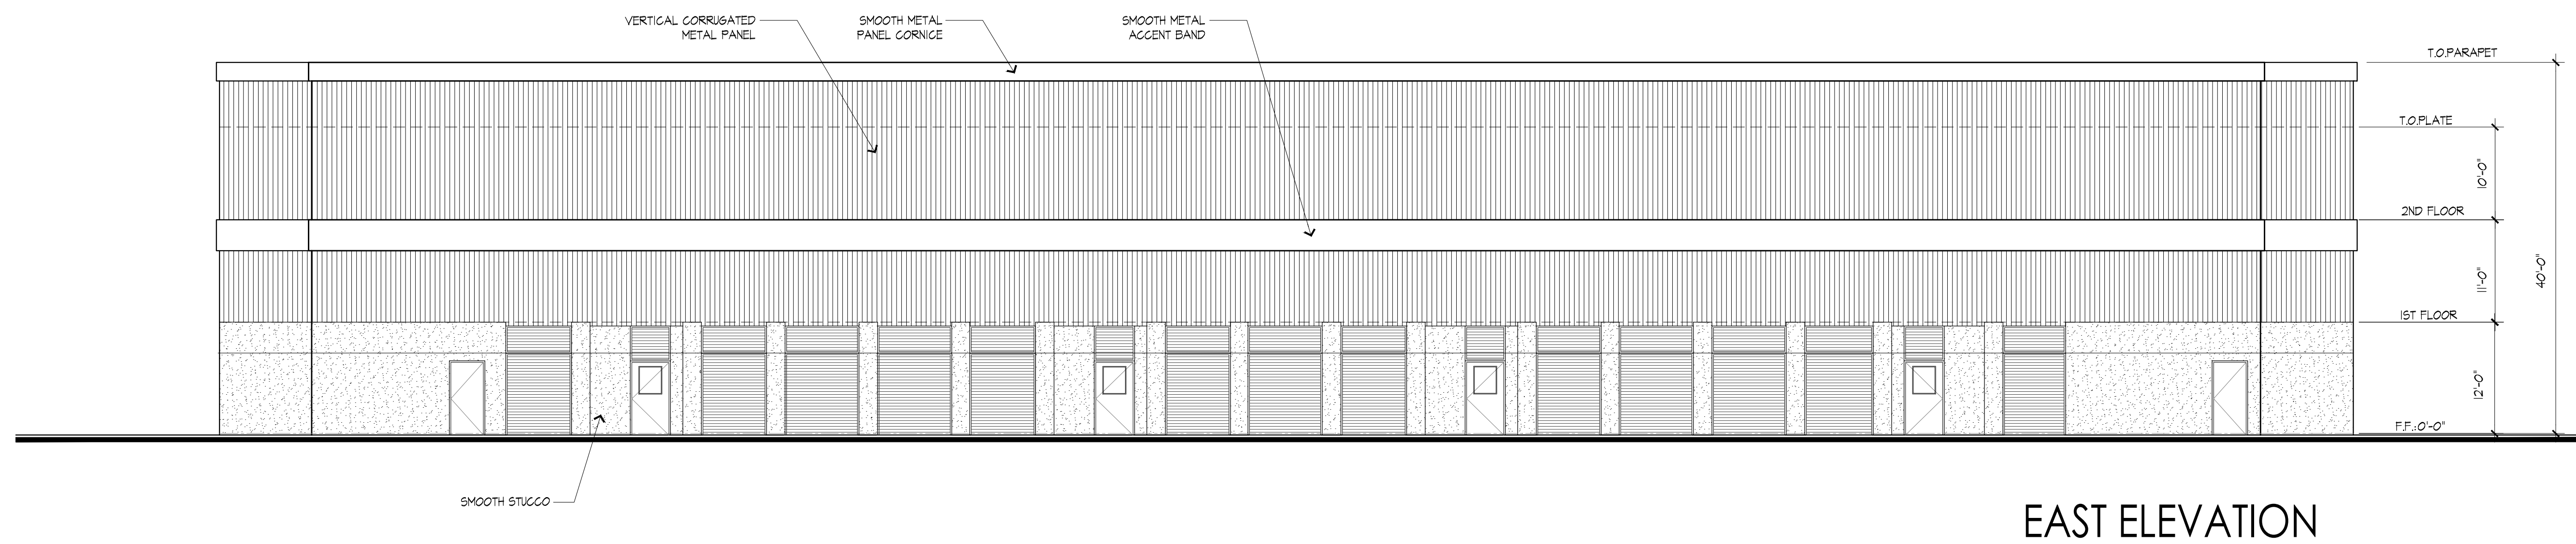 VERTICAL CORRUGATED
METAL PANEL
SMOOTH METAL
PANEL CORNICE
SMOOTH METAL
ACCENT BAND
T.O.PARAPET
T.O.PLATE
10'-0"
2ND FLOOR
11'-0"
40'-0"
1ST FLOOR
12'-0"
F.F.:0'-0"
SMOOTH STUCCO
EAST ELEVATION